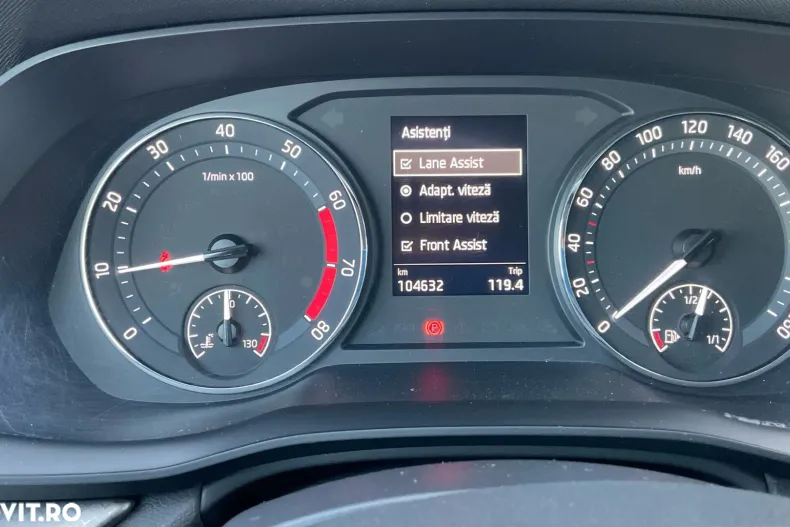 Asistenți
Lane Assist
Adapt. viteză
Limitare viteză
Front Assist
km
Trip
104632
119.4
0
10
20
30
40
50
60
70
80
1/min x 100
130
0
20
40
60
80
100
120
140
160
km/h
1/2
1/1
VIT.RO